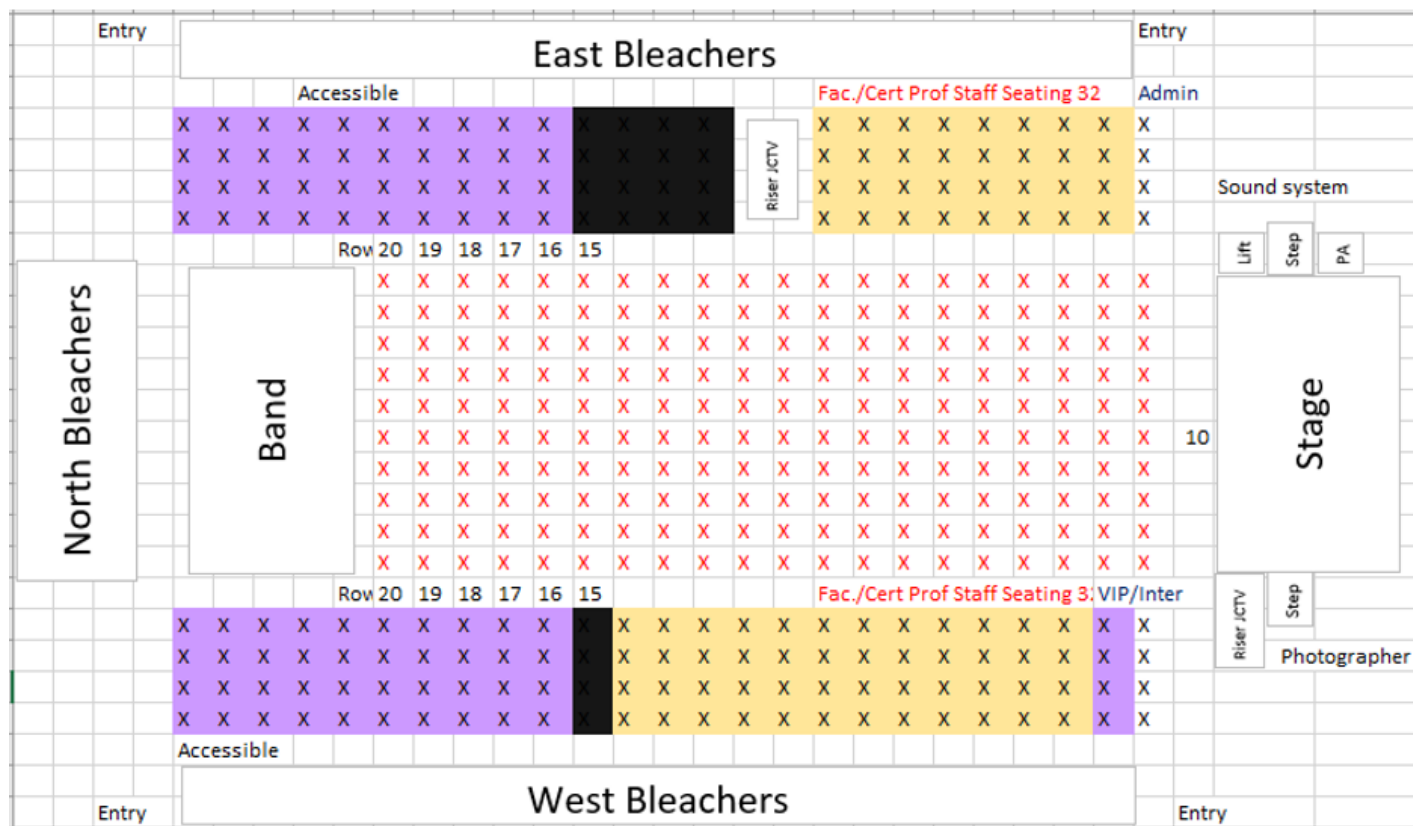 Entry Entry
East Bleachers
Accessible Fac./Cert Prof Staff Seating 32 Admin
X X X X X X X X X X X X X X X X X X X X X X X
X X X X X X X X X X X X X X X X X X X X X X X
X X X X X X X X X X X X X X X X X X X X X X X
X X X X X X X X X X X X X X X X X X X X X X X
Riser JCTV
Sound system
Row 20 19 18 17 16 15
Lift Step PA
X X X X X X X X X X X X X X X X X X X X
X X X X X X X X X X X X X X X X X X X X
X X X X X X X X X X X X X X X X X X X X
X X X X X X X X X X X X X X X X X X X X
X X X X X X X X X X X X X X X X X X X X
X X X X X X X X X X X X X X X X X X X X 10
X X X X X X X X X X X X X X X X X X X X
X X X X X X X X X X X X X X X X X X X X
X X X X X X X X X X X X X X X X X X X X
X X X X X X X X X X X X X X X X X X X X
North Bleachers
Band
Stage
Row 20 19 18 17 16 15 Fac./Cert Prof Staff Seating 3 VIP/Inter
Step
Riser JCTV
X X X X X X X X X X X X X X X X X X X X X X X X X
X X X X X X X X X X X X X X X X X X X X X X X X X
Photographer
X X X X X X X X X X X X X X X X X X X X X X X X X
X X X X X X X X X X X X X X X X X X X X X X X X X
Accessible
West Bleachers
Entry Entry